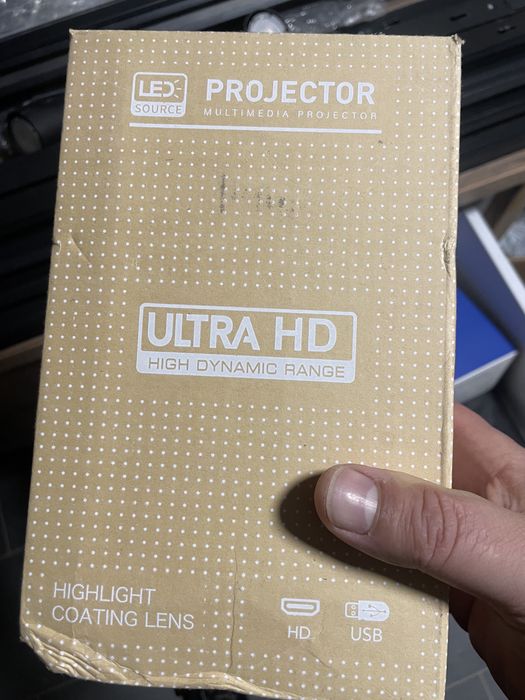 LED
SOURCE
PROJECTOR
MULTIMEDIA PROJECTOR
ULTRA HD
HIGH DYNAMIC RANGE
HIGHLIGHT
COATING LENS
HD
USB